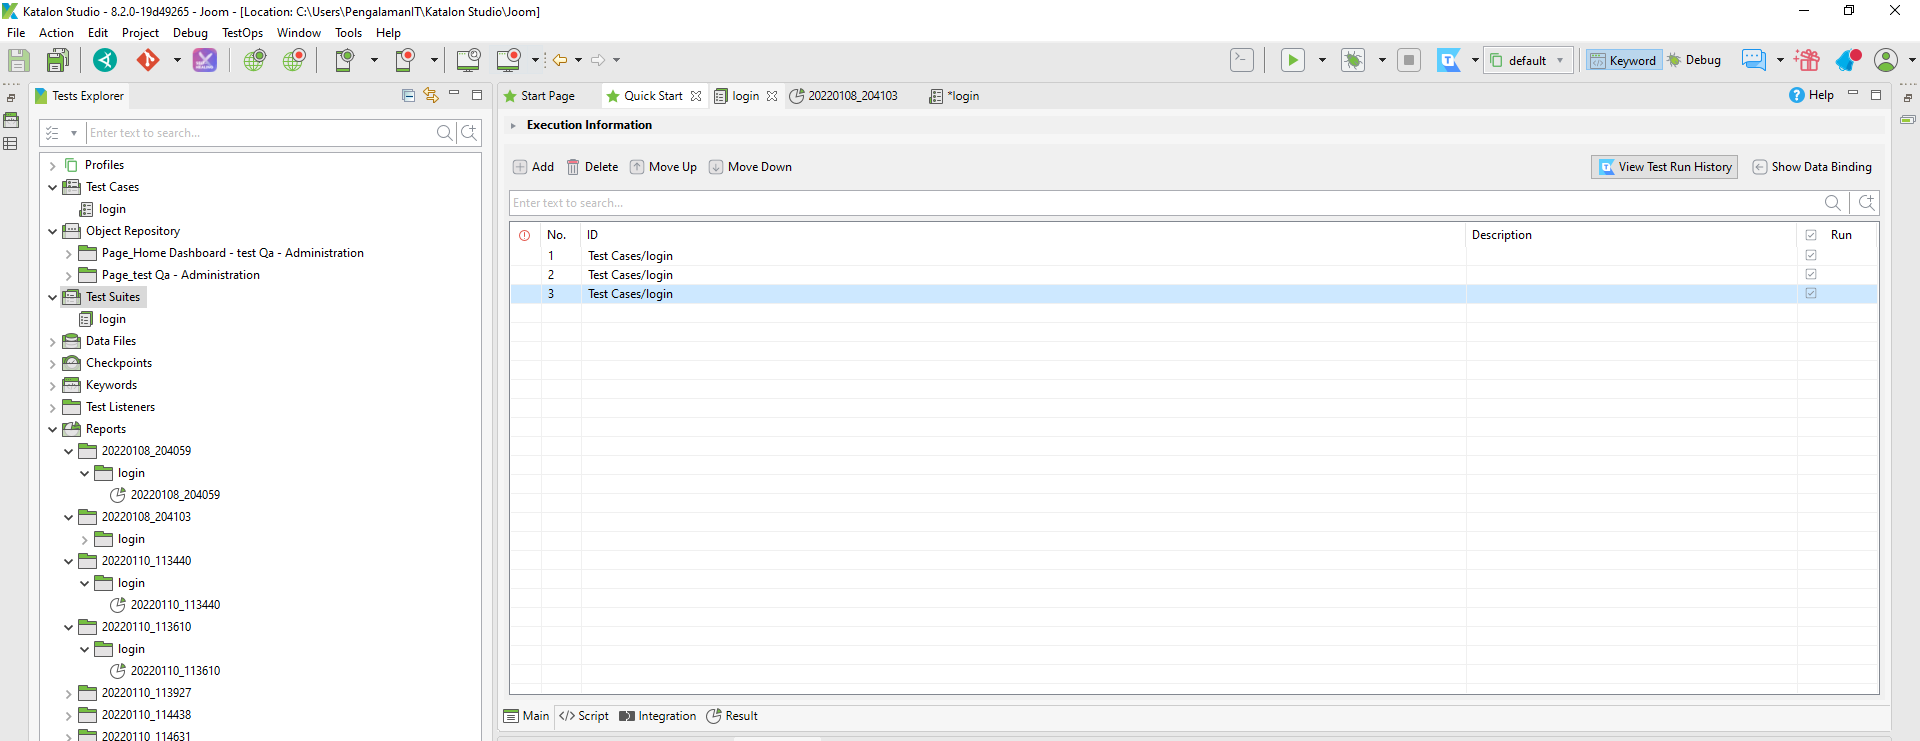 Katalon Studio - 8.2.0-19d49265 - Joom - [Location: C:\Users\PengalamanIT\Katalon Studio\Joom]
File Action Edit Project Debug TestOps Window Tools Help
default Keyword Debug
Tests Explorer
Enter text to search...
Profiles
Test Cases
login
Object Repository
Page_Home Dashboard - test Qa - Administration
Page_test Qa - Administration
Test Suites
login
Data Files
Checkpoints
Keywords
Test Listeners
Reports
20220108_204059
login
20220108_204059
20220108_204103
login
20220110_113440
login
20220110_113440
20220110_113610
login
20220110_113610
20220110_113927
20220110_114438
20220110_114631
Start Page Quick Start login 20220108_204103 *login Help
Execution Information
Add Delete Move Up Move Down View Test Run History Show Data Binding
Enter text to search...
No. ID Description Run
1 Test Cases/login
2 Test Cases/login
3 Test Cases/login
Main </> Script Integration Result